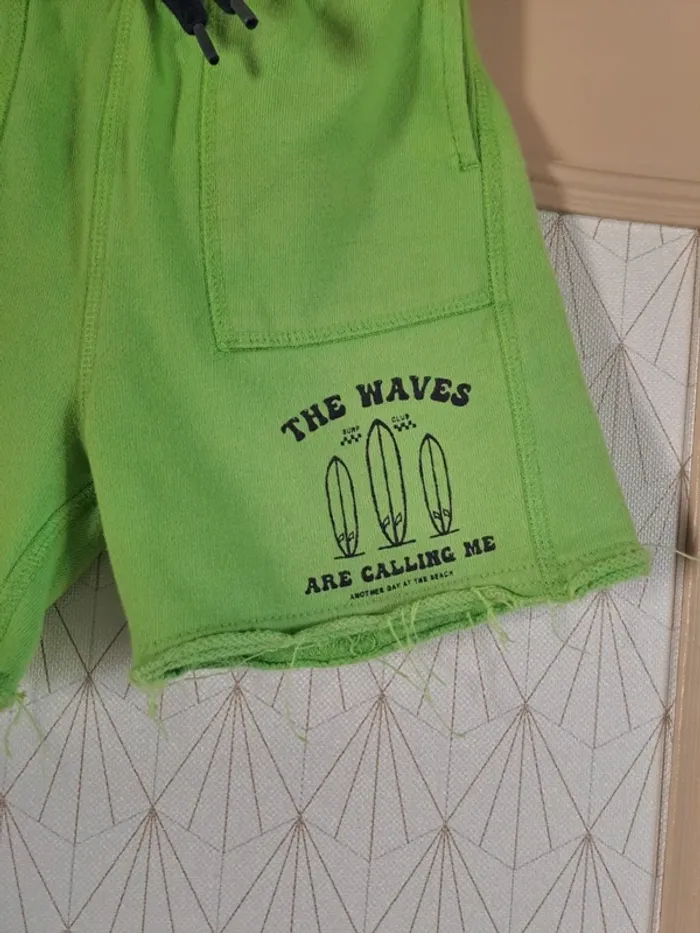 THE WAVES
SURF CLUB
ARE CALLING ME
ANOTHER DAY AT THE BEACH